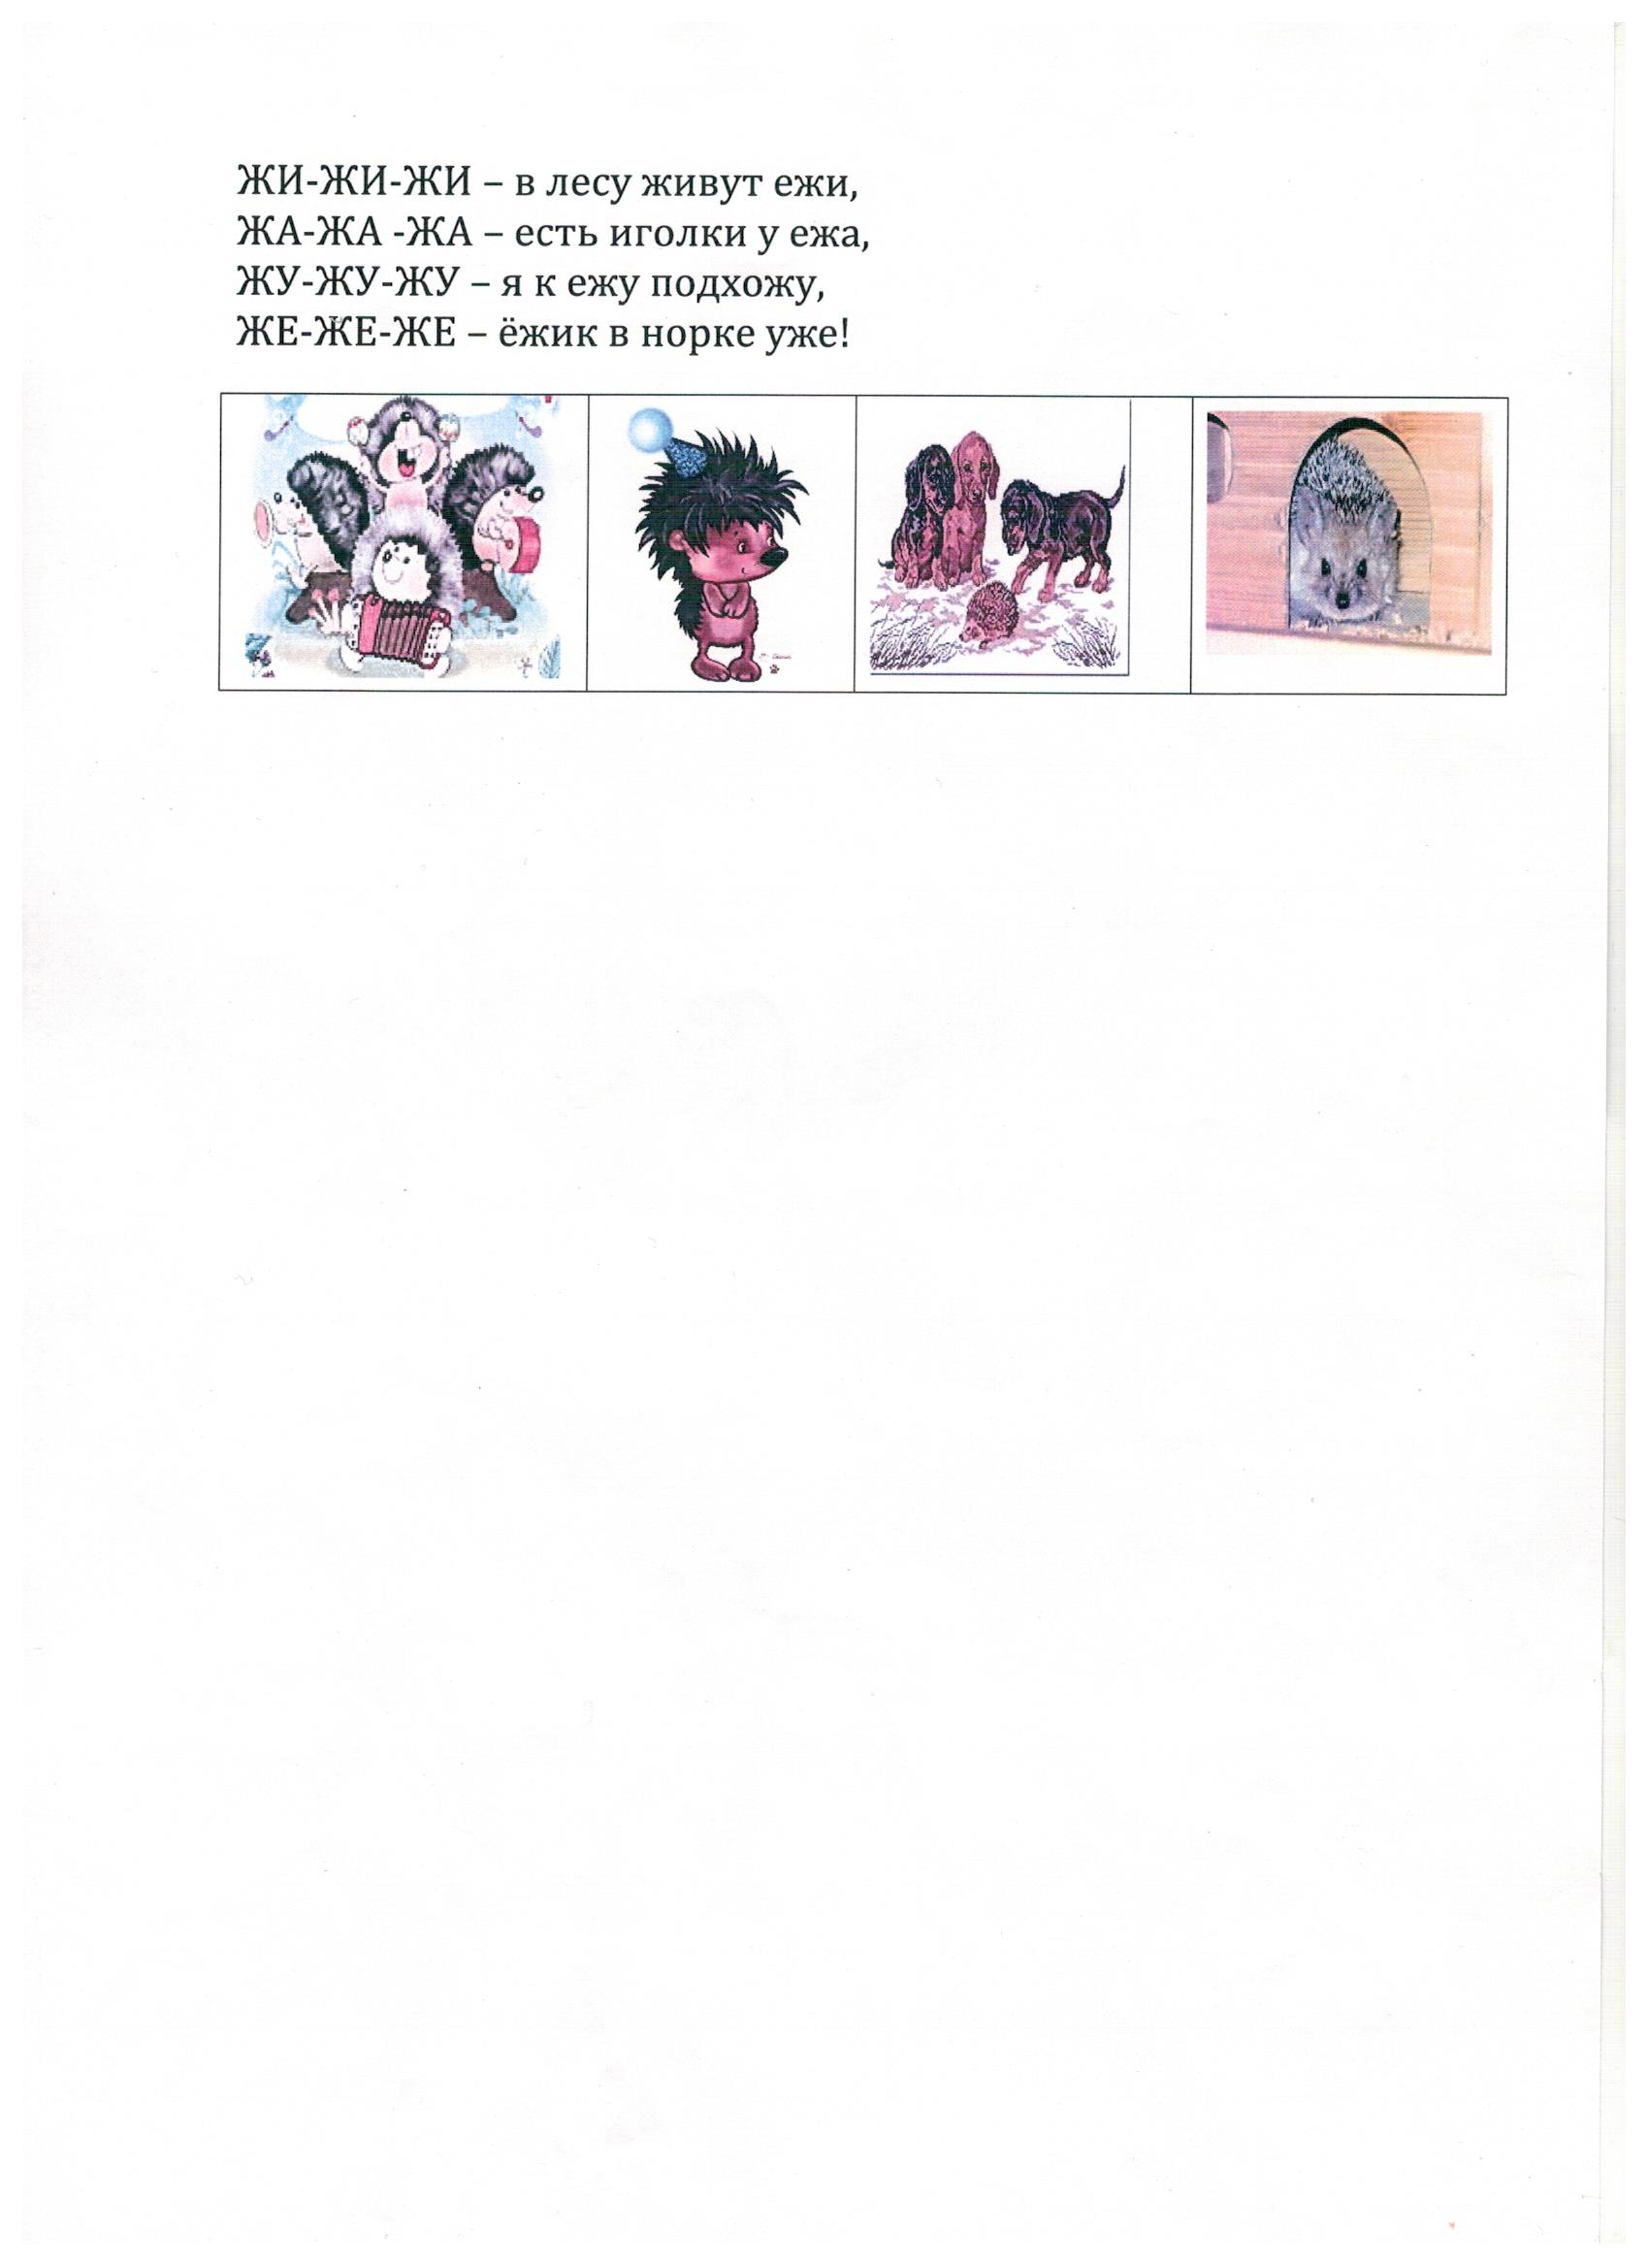 ЖИ-ЖИ-ЖИ – в лесу живут ежи,
ЖА-ЖА -ЖА – есть иголки у ежа,
ЖУ-ЖУ-ЖУ – я к ежу подхожу,
ЖЕ-ЖЕ-ЖЕ – ёжик в норке уже!